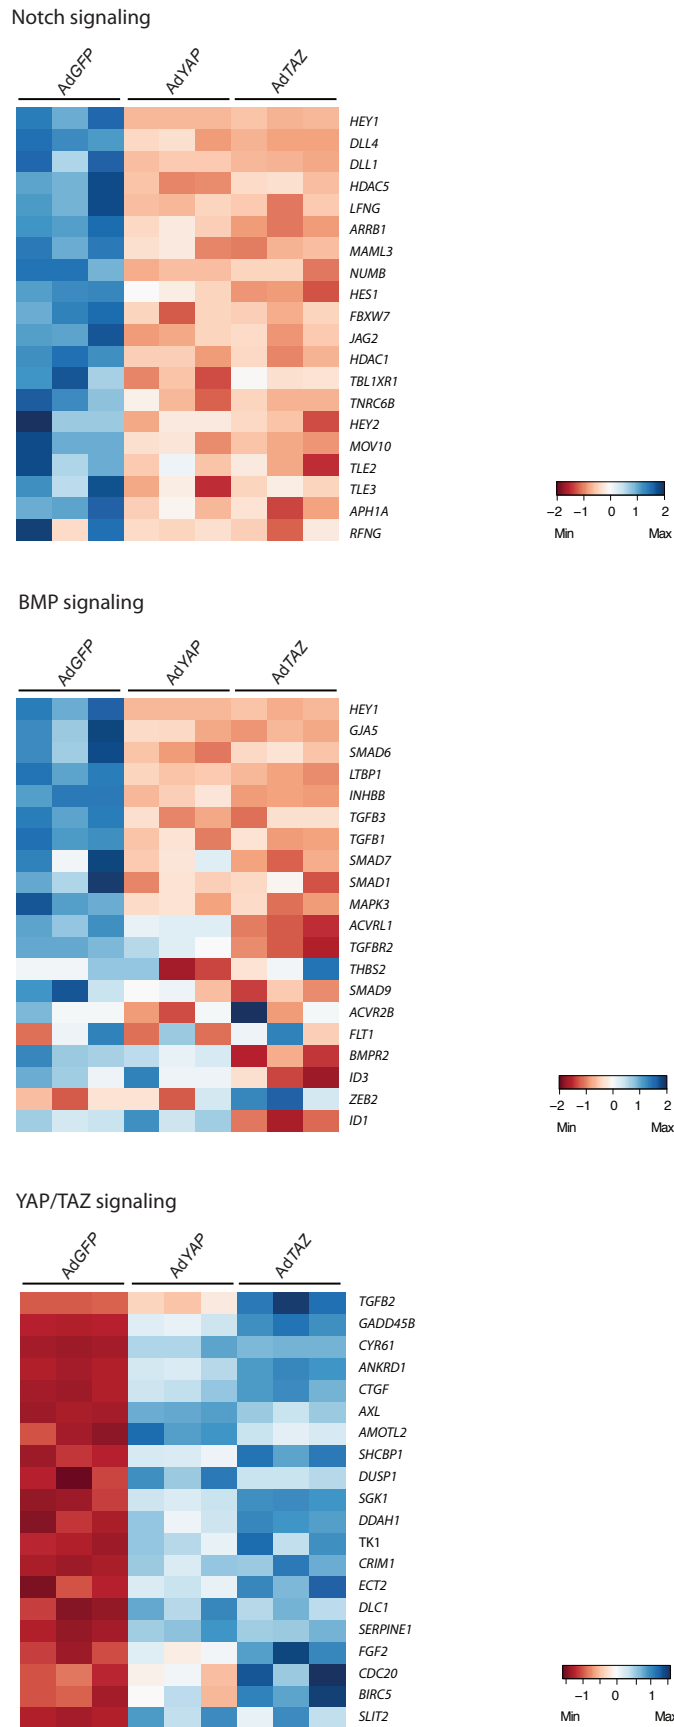 Notch signaling
AdGFP AdYAP AdTAZ
HEY1
DLL4
DLL1
HDAC5
LFNG
ARRB1
MAML3
NUMB
HES1
FBXW7
JAG2
HDAC1
TBL1XR1
TNRC6B
HEY2
MOV10
TLE2
TLE3
APH1A
RFNG
−2 −1 0 1 2
Min Max
BMP signaling
AdGFP AdYAP AdTAZ
HEY1
GJA5
SMAD6
LTBP1
INHBB
TGFB3
TGFB1
SMAD7
SMAD1
MAPK3
ACVRL1
TGFBR2
THBS2
SMAD9
ACVR2B
FLT1
BMPR2
ID3
ZEB2
ID1
−2 −1 0 1 2
Min Max
YAP/TAZ signaling
AdGFP AdYAP AdTAZ
TGFB2
GADD45B
CYR61
ANKRD1
CTGF
AXL
AMOTL2
SHCBP1
DUSP1
SGK1
DDAH1
TK1
CRIM1
ECT2
DLC1
SERPINE1
FGF2
CDC20
BIRC5
SLIT2
−1 0 1
Min Max